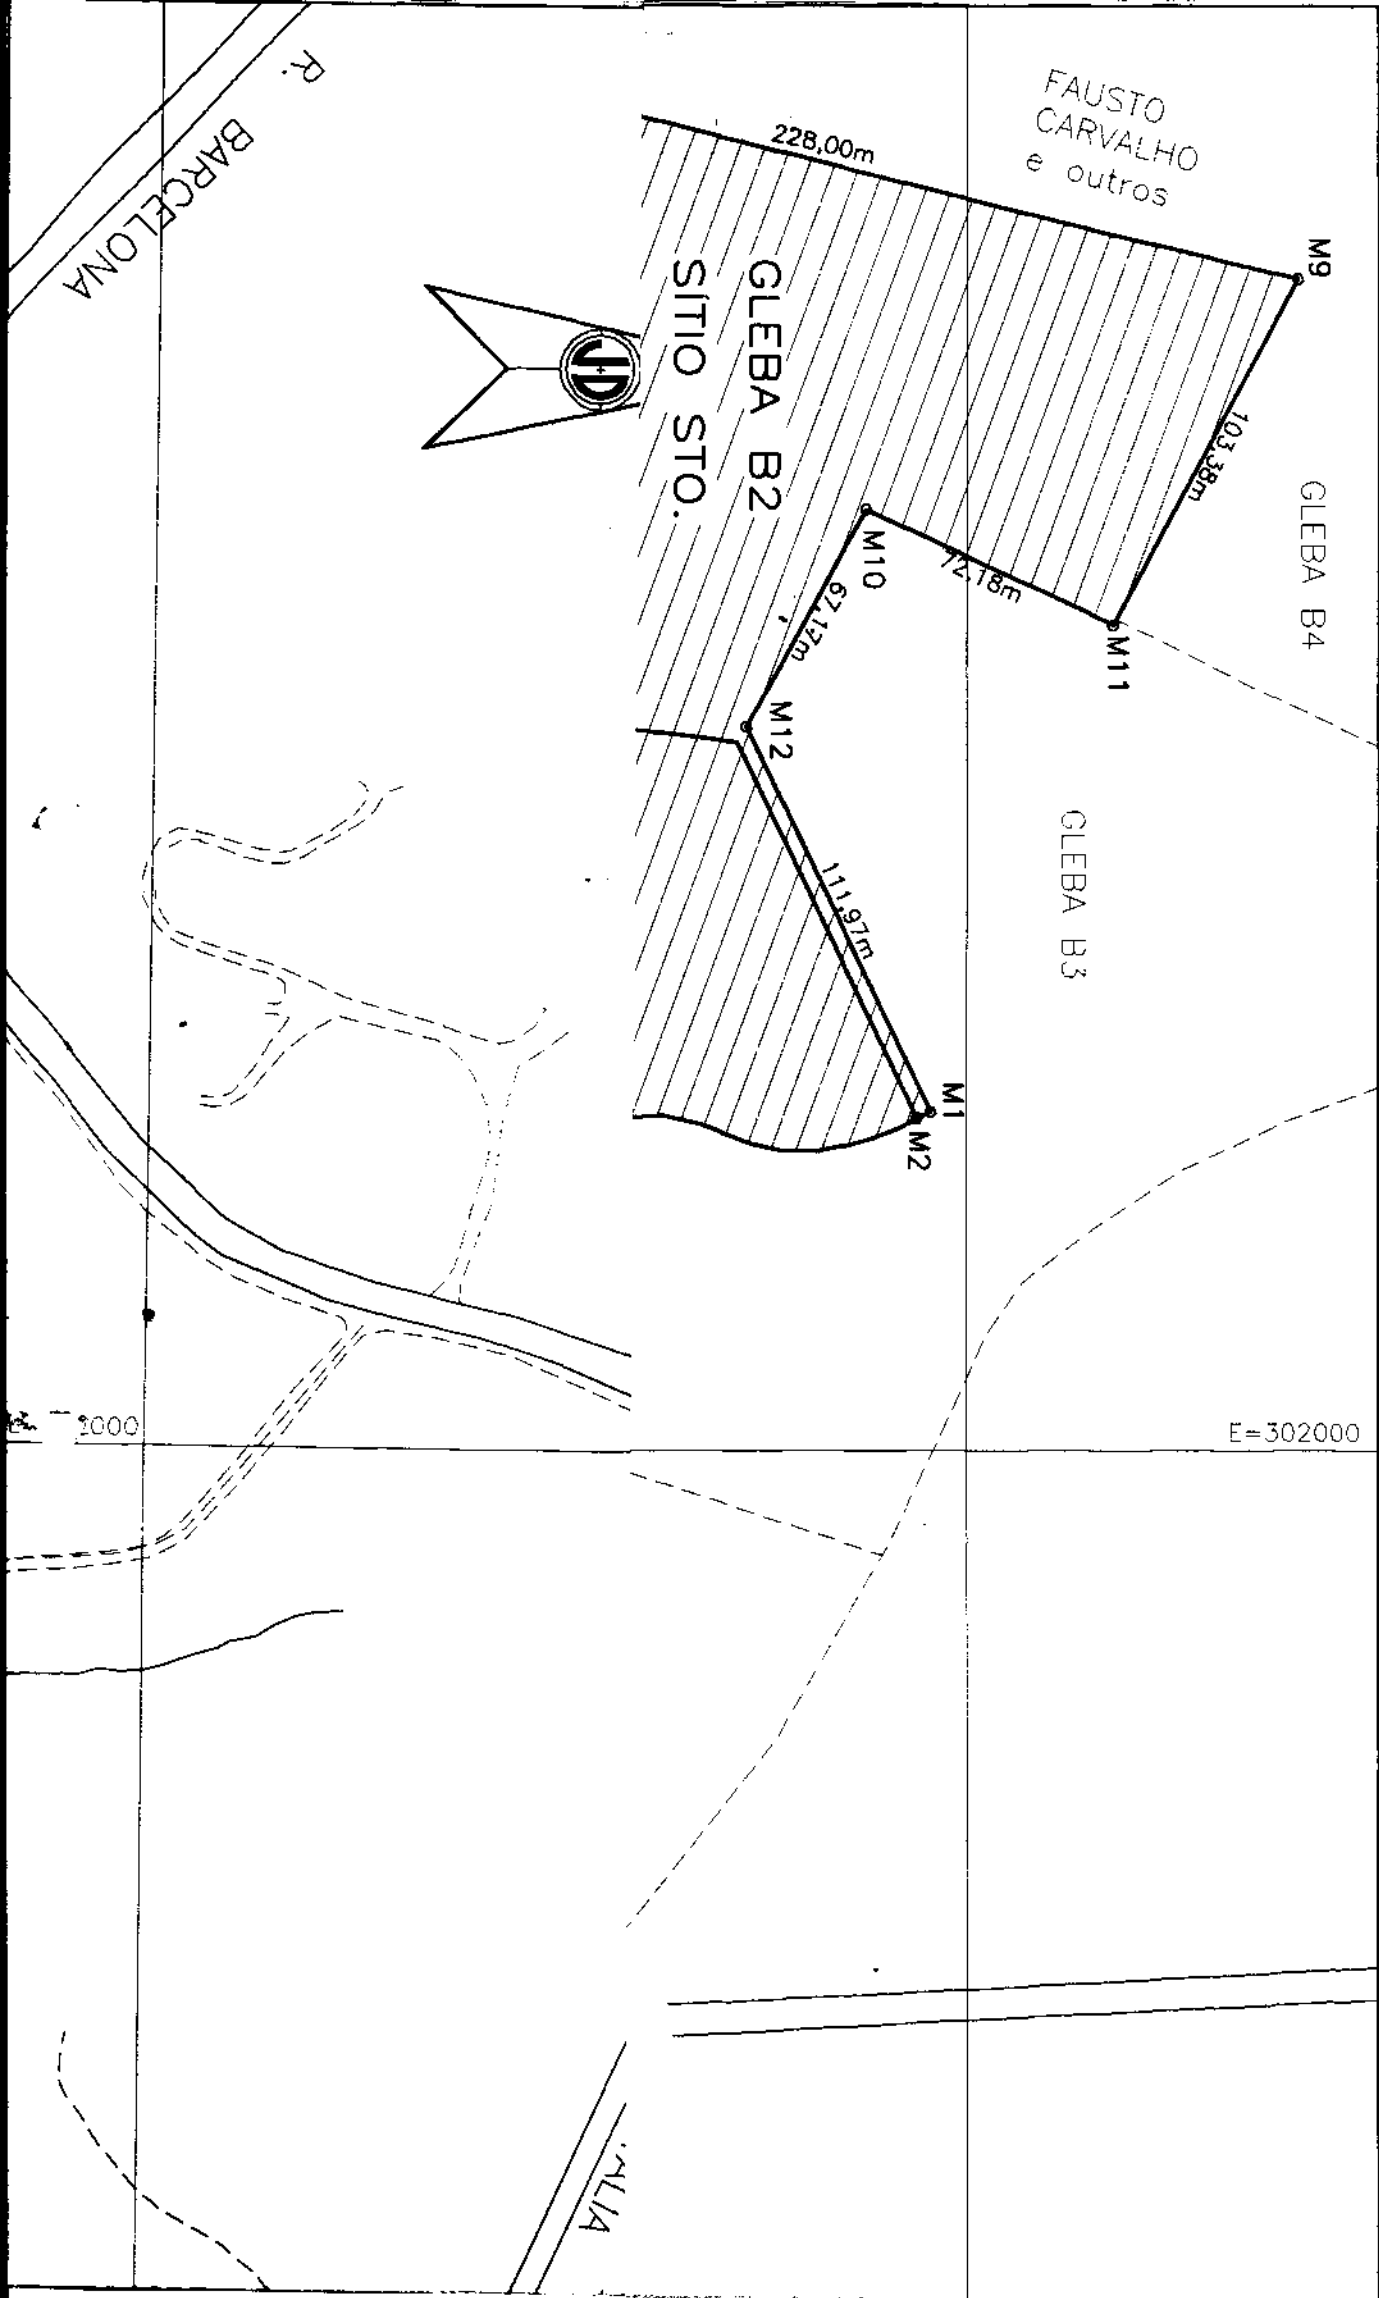 R. BARCELONA
FAUSTO
CARVALHO
e outros
228,00m
M9
103,38m
GLEBA B4
GLEBA B2
SÍTIO STO.
M10
72,18m
M11
67,17m
M12
GLEBA B3
111,97m
M1
M2
E=302000